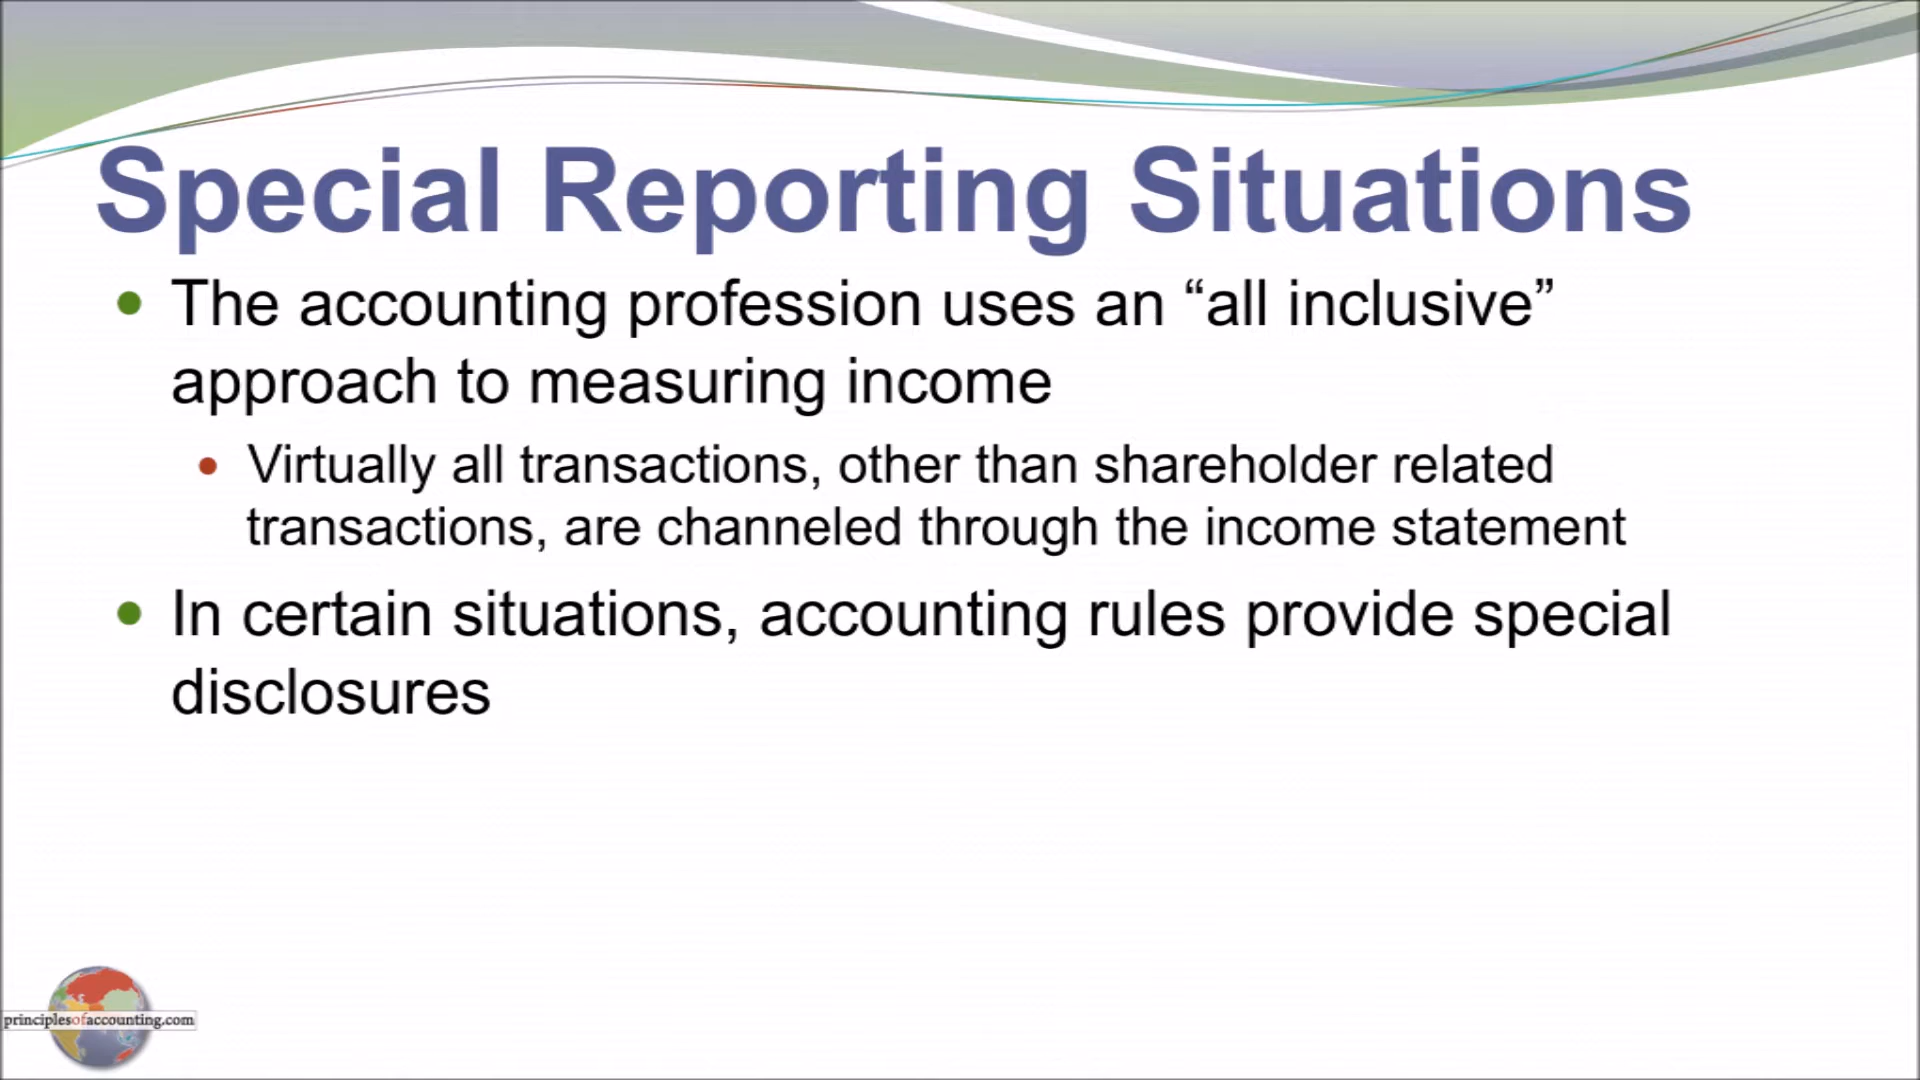 Special Reporting Situations
The accounting profession uses an “all inclusive”
approach to measuring income
Virtually all transactions, other than shareholder related
transactions, are channeled through the income statement
In certain situations, accounting rules provide special
disclosures
principlesofaccounting.com